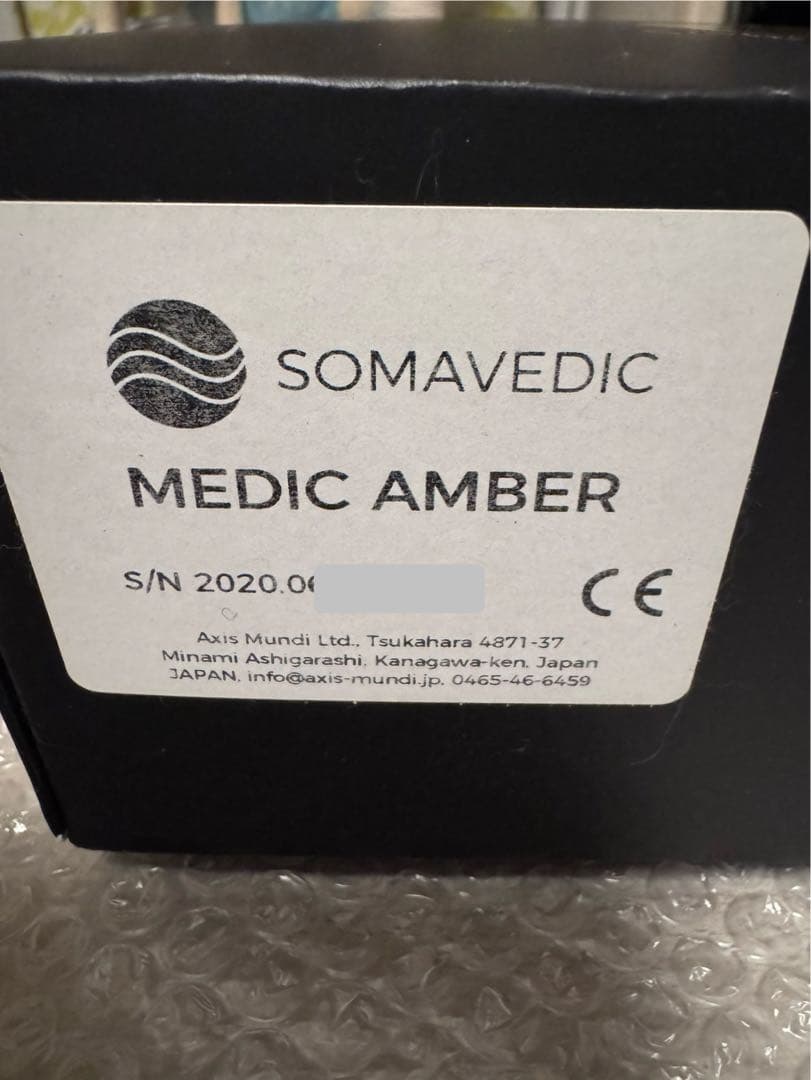 SOMAVEDIC
MEDIC AMBER
S/N 2020.0
CE
Axis Mundi Ltd., Tsukahara 4871-37
Minami Ashigarashi, Kanagawa-ken, Japan
JAPAN, info@axis-mundi.jp, 0465-46-6459